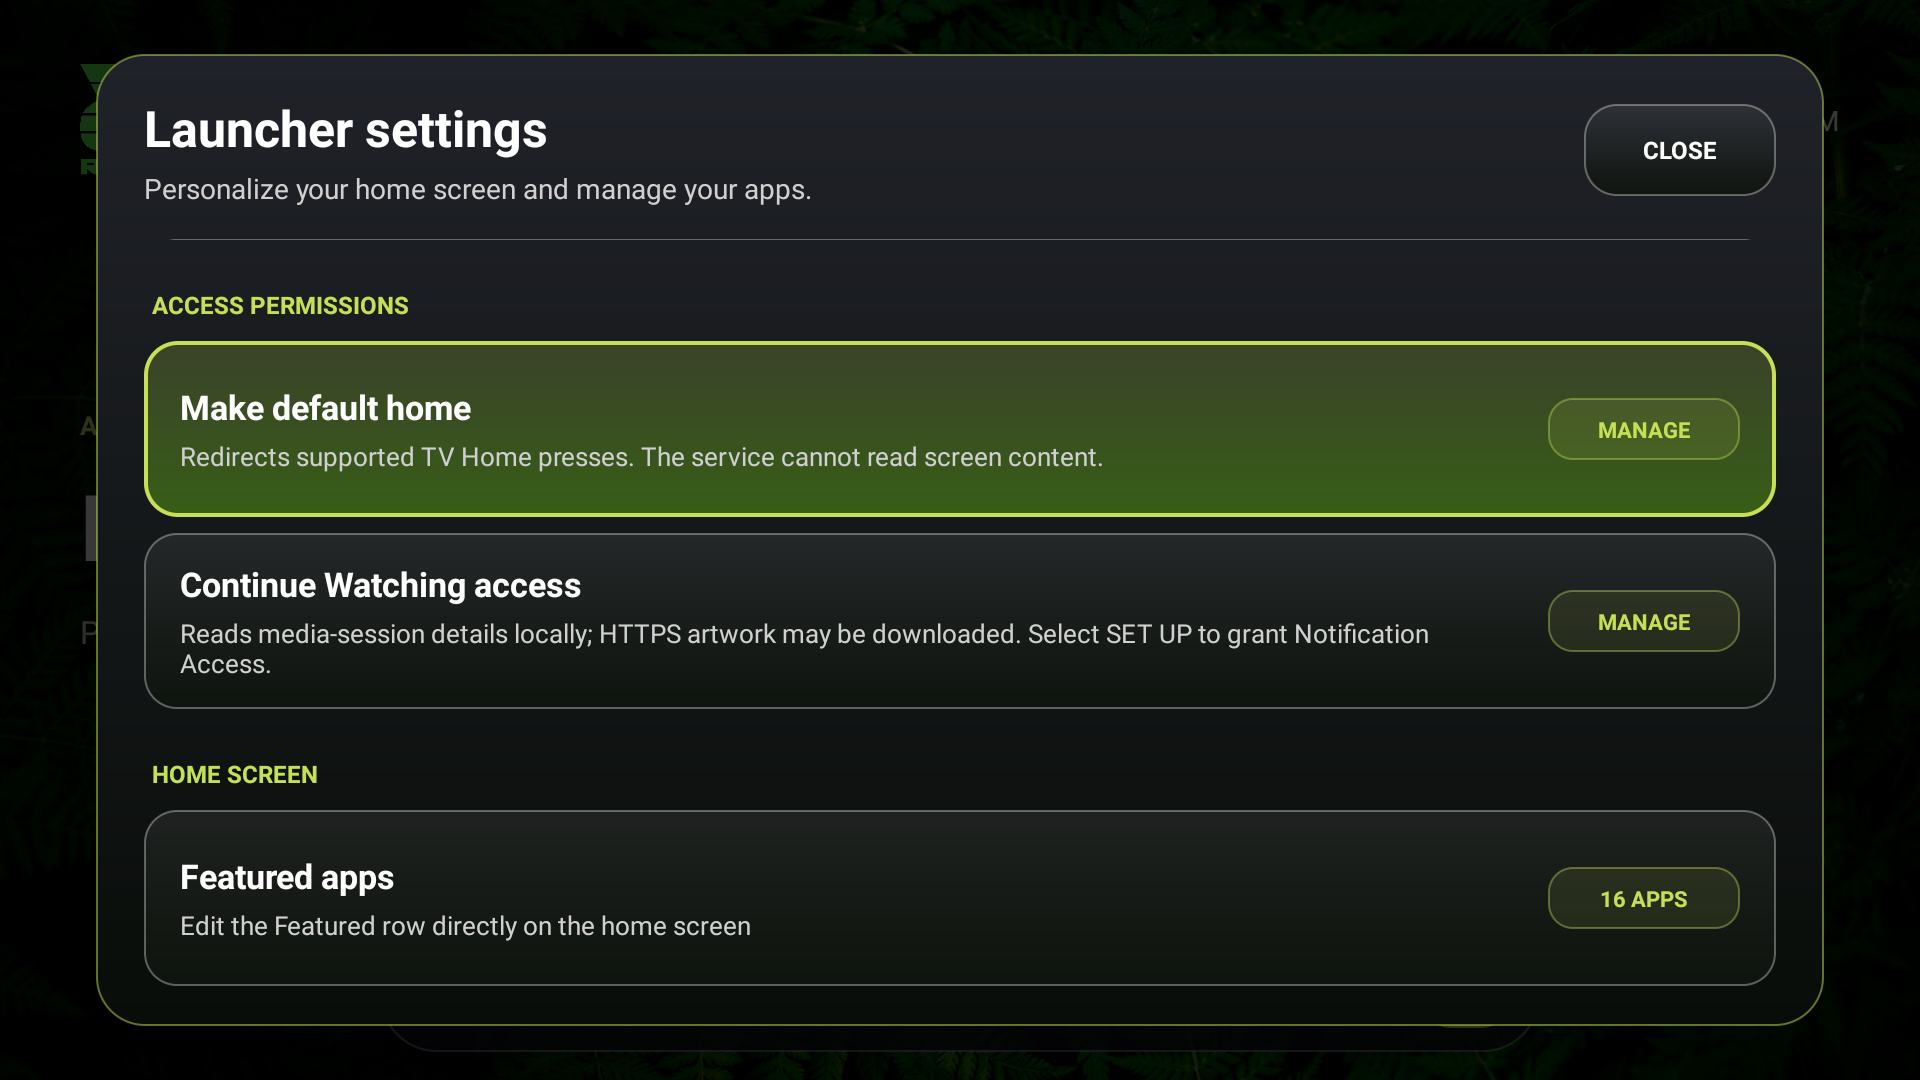 Launcher settings
CLOSE
Personalize your home screen and manage your apps.
ACCESS PERMISSIONS
Make default home
MANAGE
Redirects supported TV Home presses. The service cannot read screen content.
Continue Watching access
MANAGE
Reads media-session details locally; HTTPS artwork may be downloaded. Select SET UP to grant Notification
Access.
HOME SCREEN
Featured apps
16 APPS
Edit the Featured row directly on the home screen